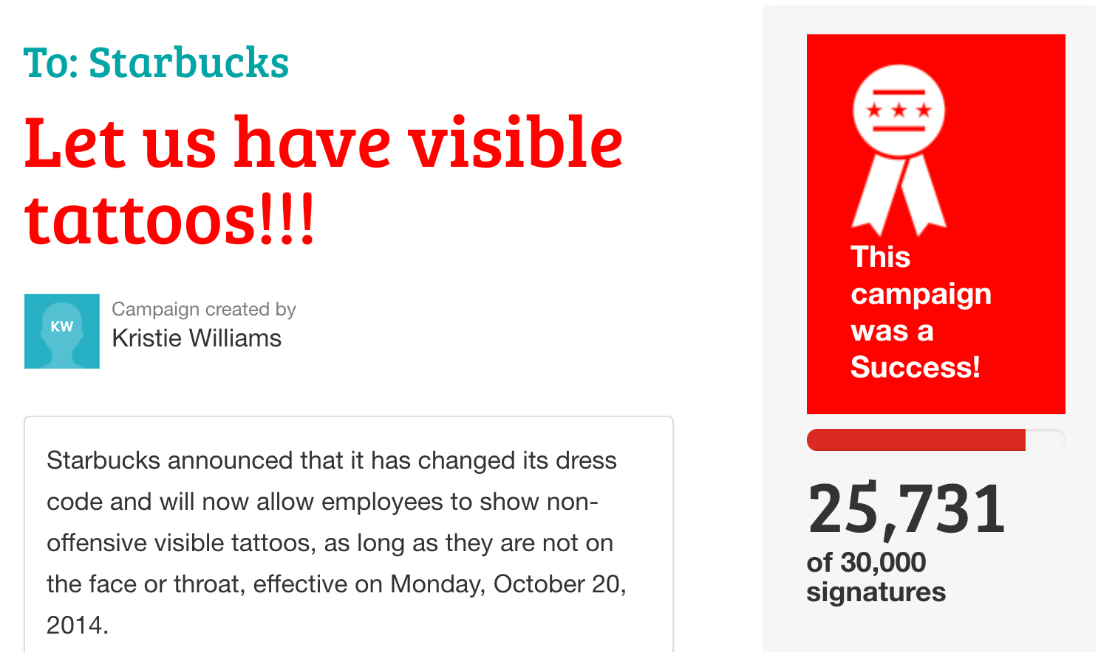 To: Starbucks
Let us have visible
tattoos!!!
KW
Campaign created by
Kristie Williams
Starbucks announced that it has changed its dress
code and will now allow employees to show non-
offensive visible tattoos, as long as they are not on
the face or throat, effective on Monday, October 20,
2014.
This
campaign
was a
Success!
25,731
of 30,000
signatures